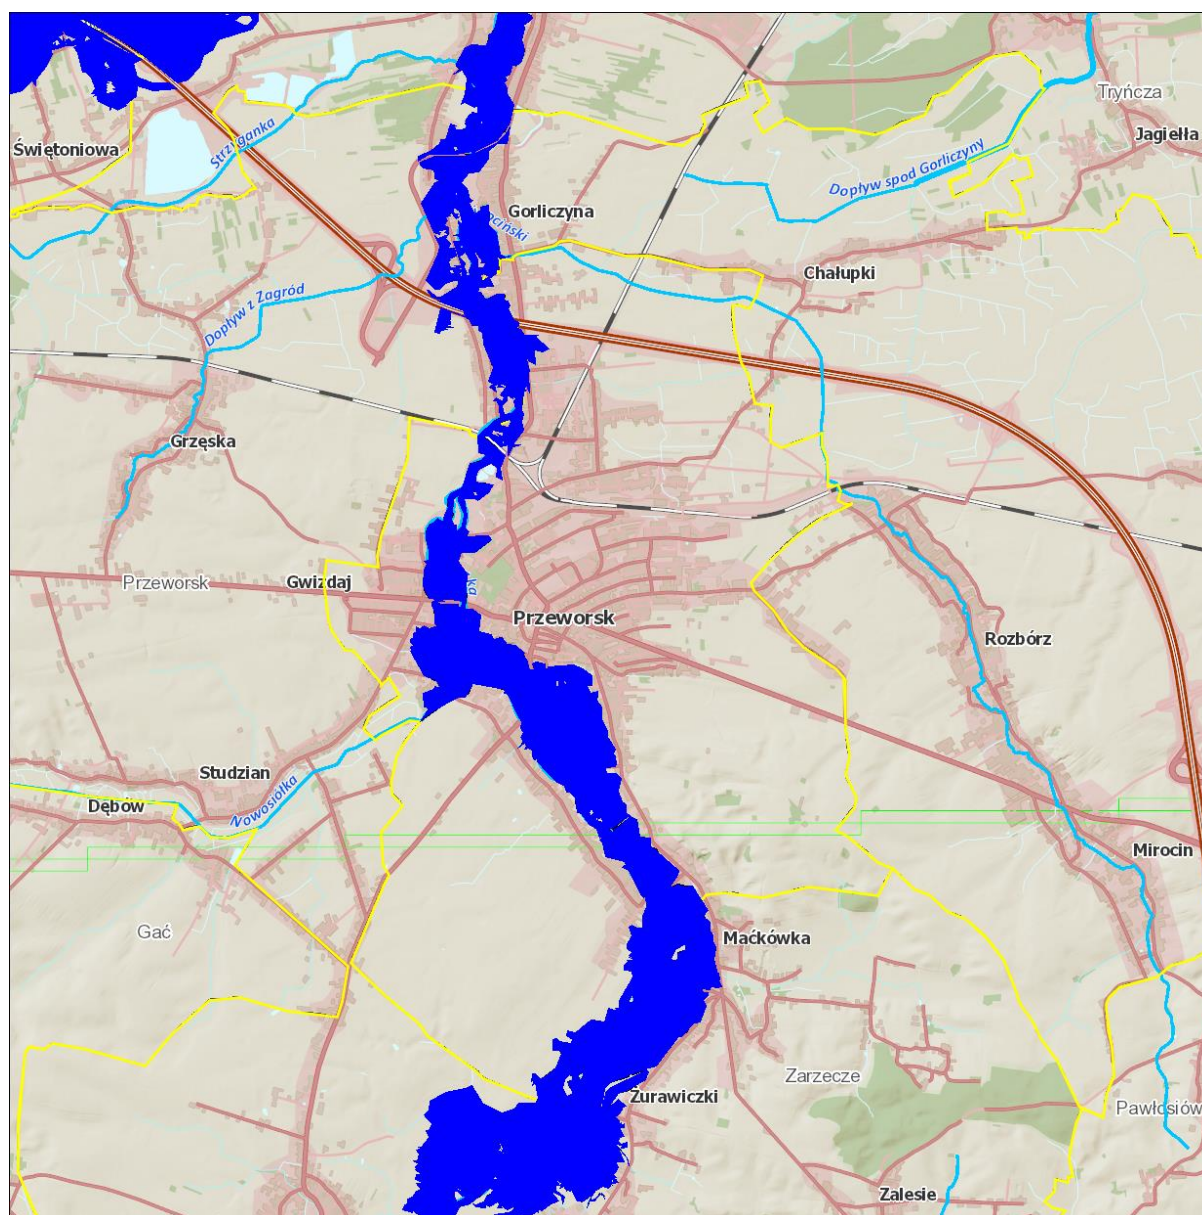 Tryńcza
Jagiełła
Strzyganka
Świętoniowa
Dopływ spod Gorliczyny
Gorliczyna
Chałupki
Dopływ z Zagród
Grzęska
Przeworsk
Gwizdaj
Przeworsk
Rozbórz
Studzian
Nowosiółka
Dębów
Mirocin
Gać
Maćkówka
Zarzecze
Żurawiczki
Pawłosiów
Zalesie